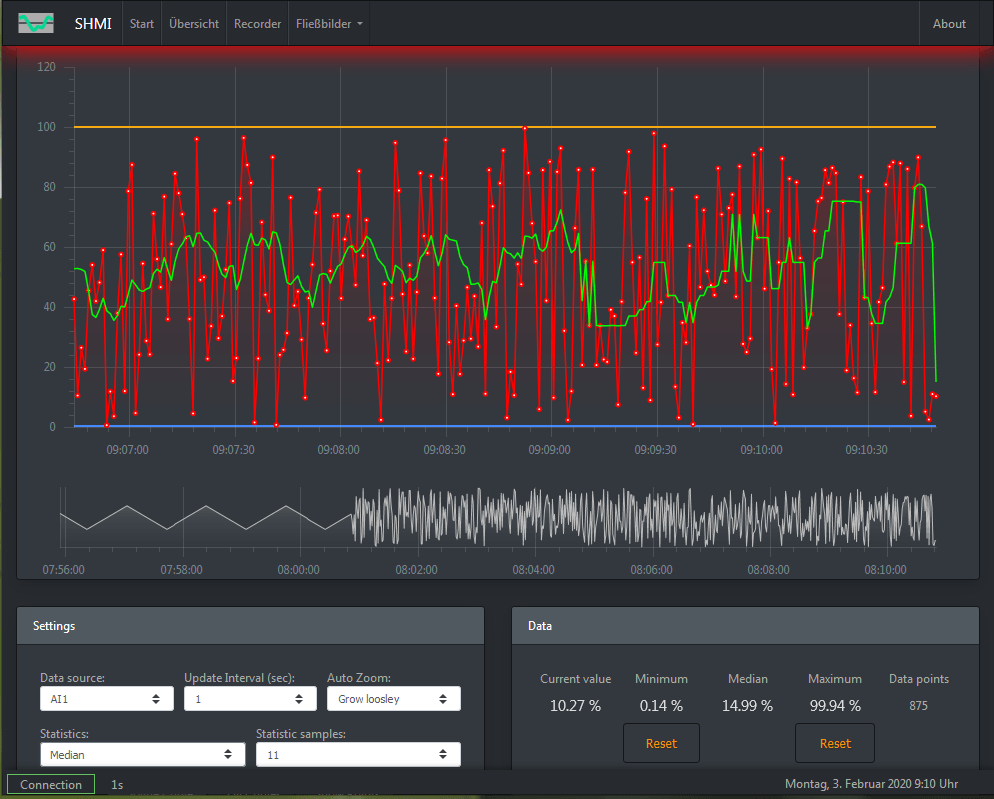 SHMI Start Übersicht Recorder Fließbilder About
120
100
80
60
40
20
0
09:07:00 09:07:30 09:08:00 09:08:30 09:09:00 09:09:30 09:10:00 09:10:30
07:56:00 07:58:00 08:00:00 08:02:00 08:04:00 08:06:00 08:08:00 08:10:00
Settings
Data source: Update Interval (sec): Auto Zoom:
AI1 1 Grow loosley
Statistics: Statistic samples:
Median 11
Data
Current value Minimum Median Maximum Data points
10.27 % 0.14 % 14.99 % 99.94 % 875
Reset Reset
Connection 1s Montag, 3. Februar 2020 9:10 Uhr